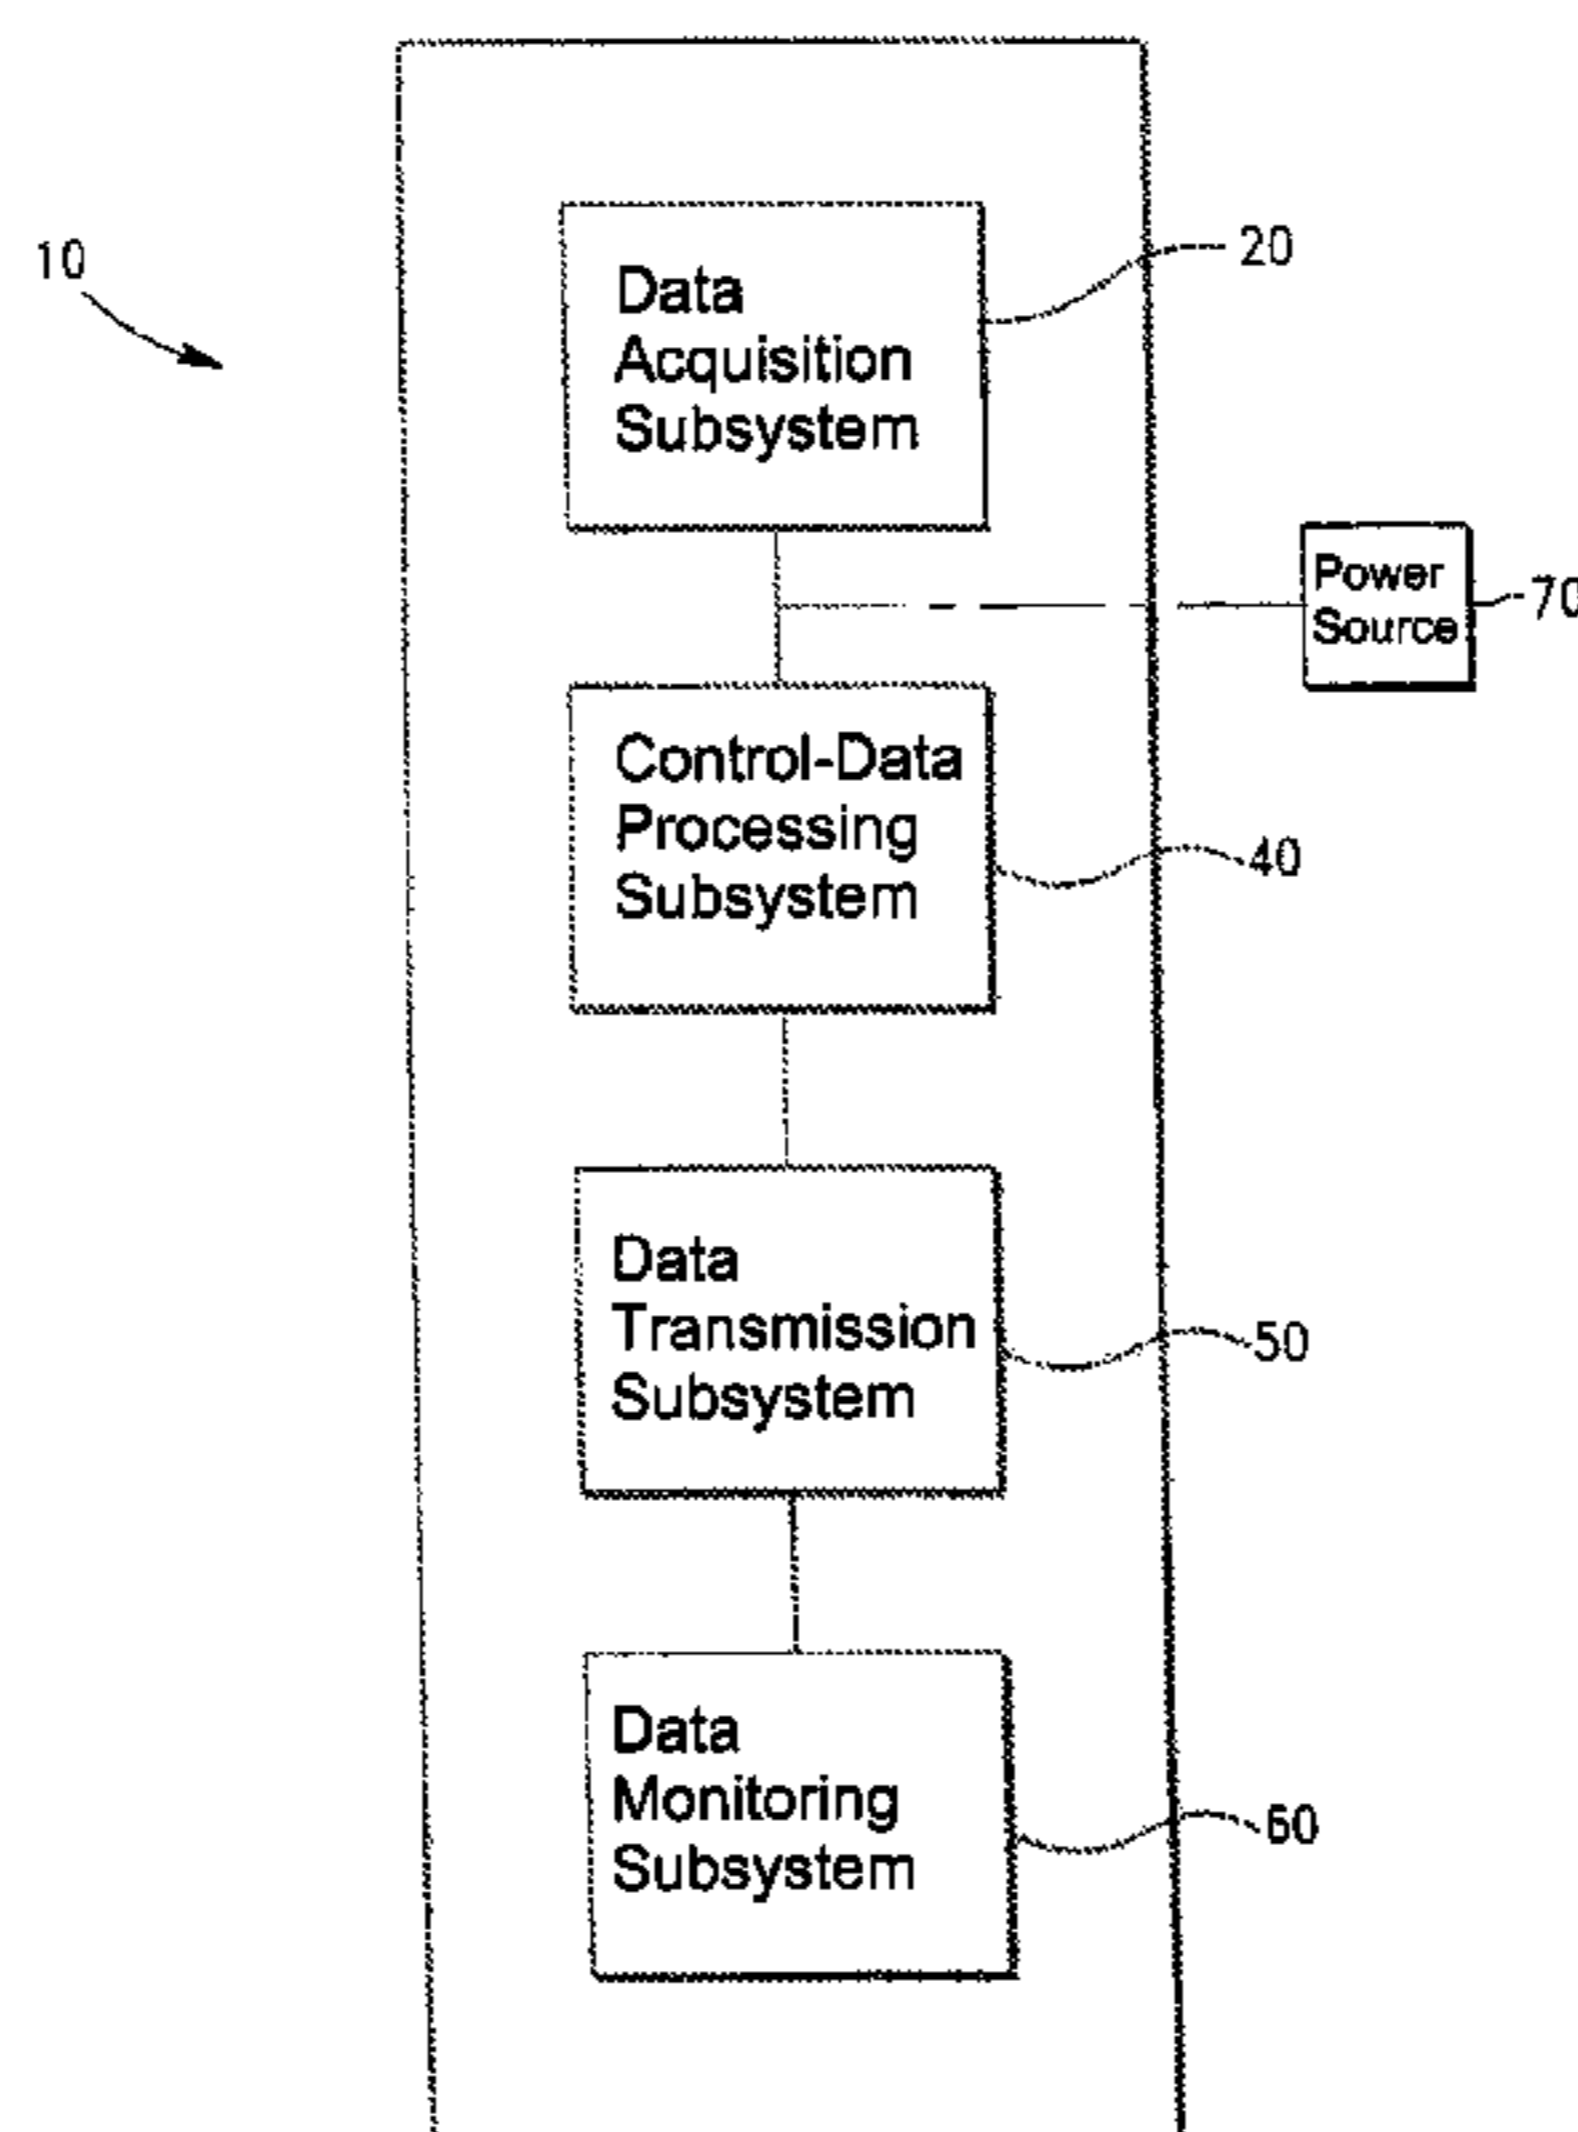 10
Data
Acquisition
Subsystem
20
Power
Source
70
Control-Data
Processing
Subsystem
40
Data
Transmission
Subsystem
50
Data
Monitoring
Subsystem
60